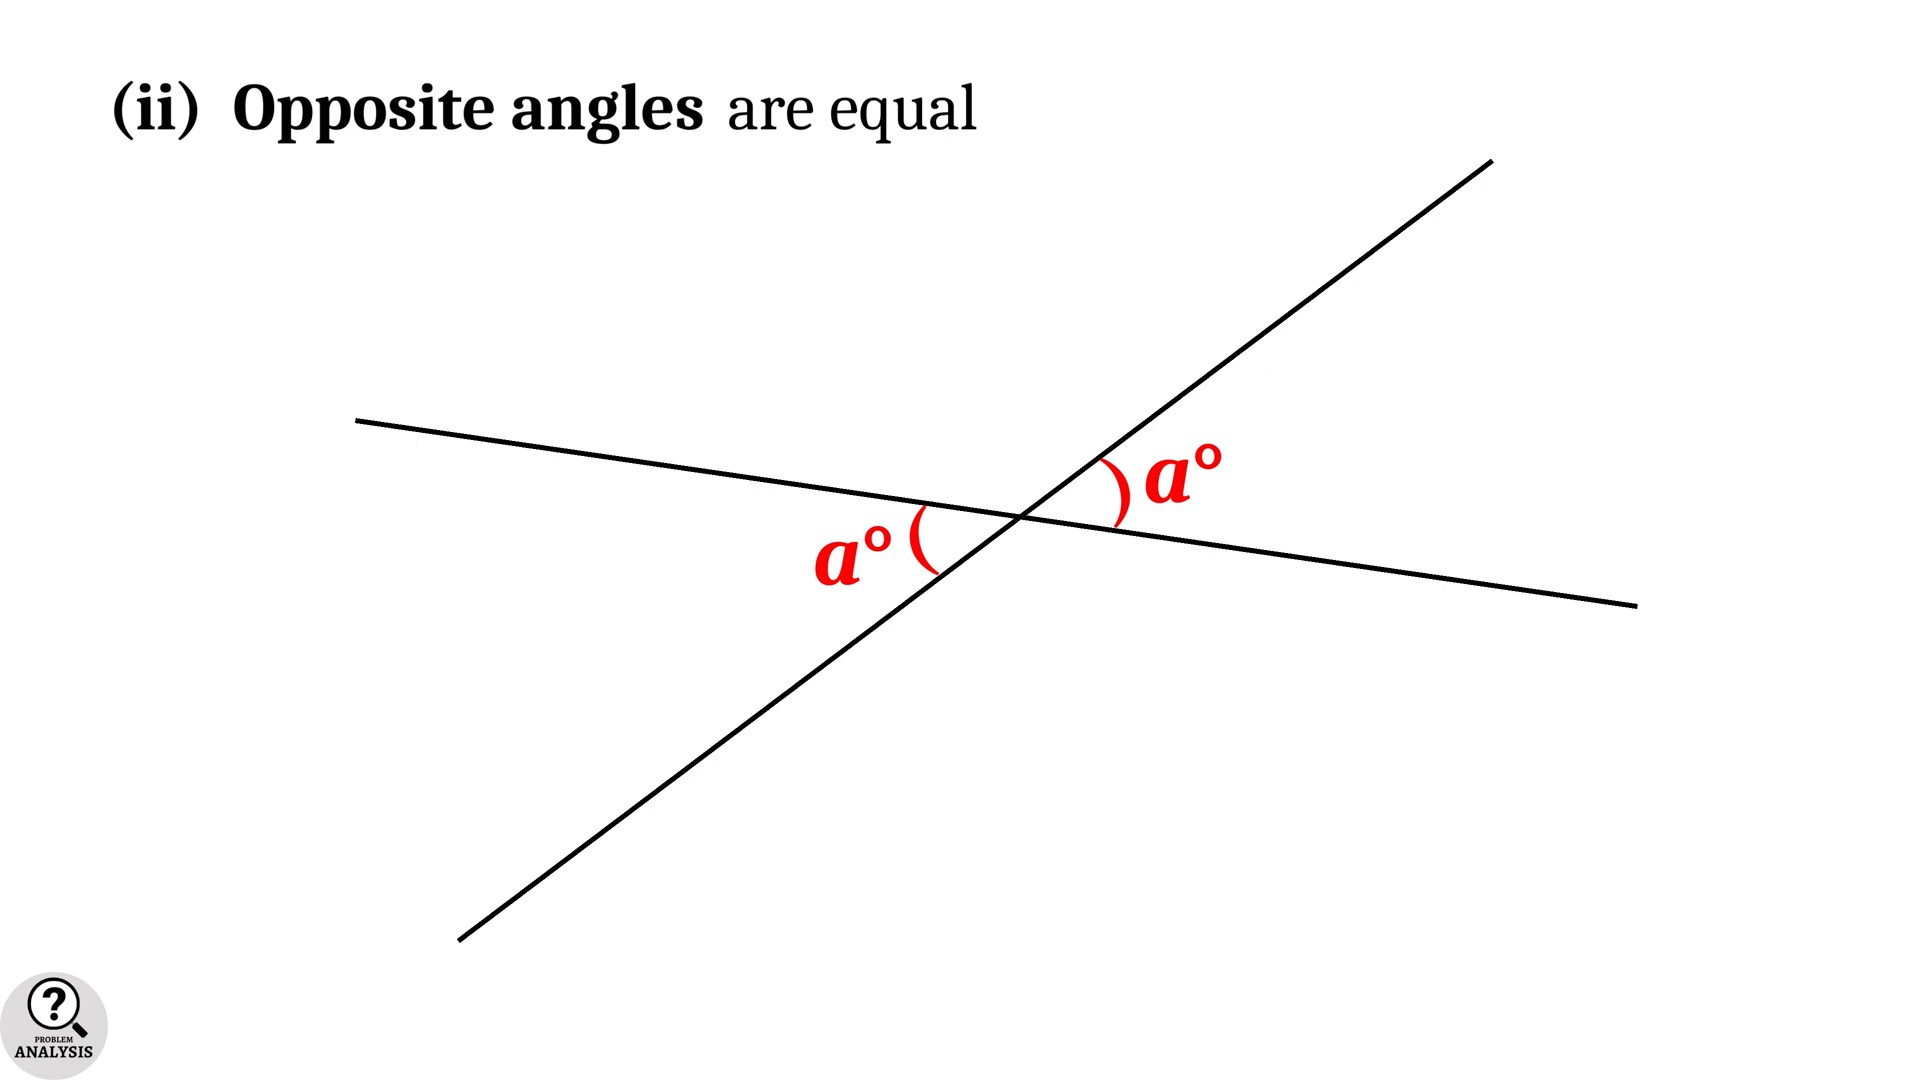 (ii) Opposite angles are equal
a°
a°
?
PROBLEM
ANALYSIS